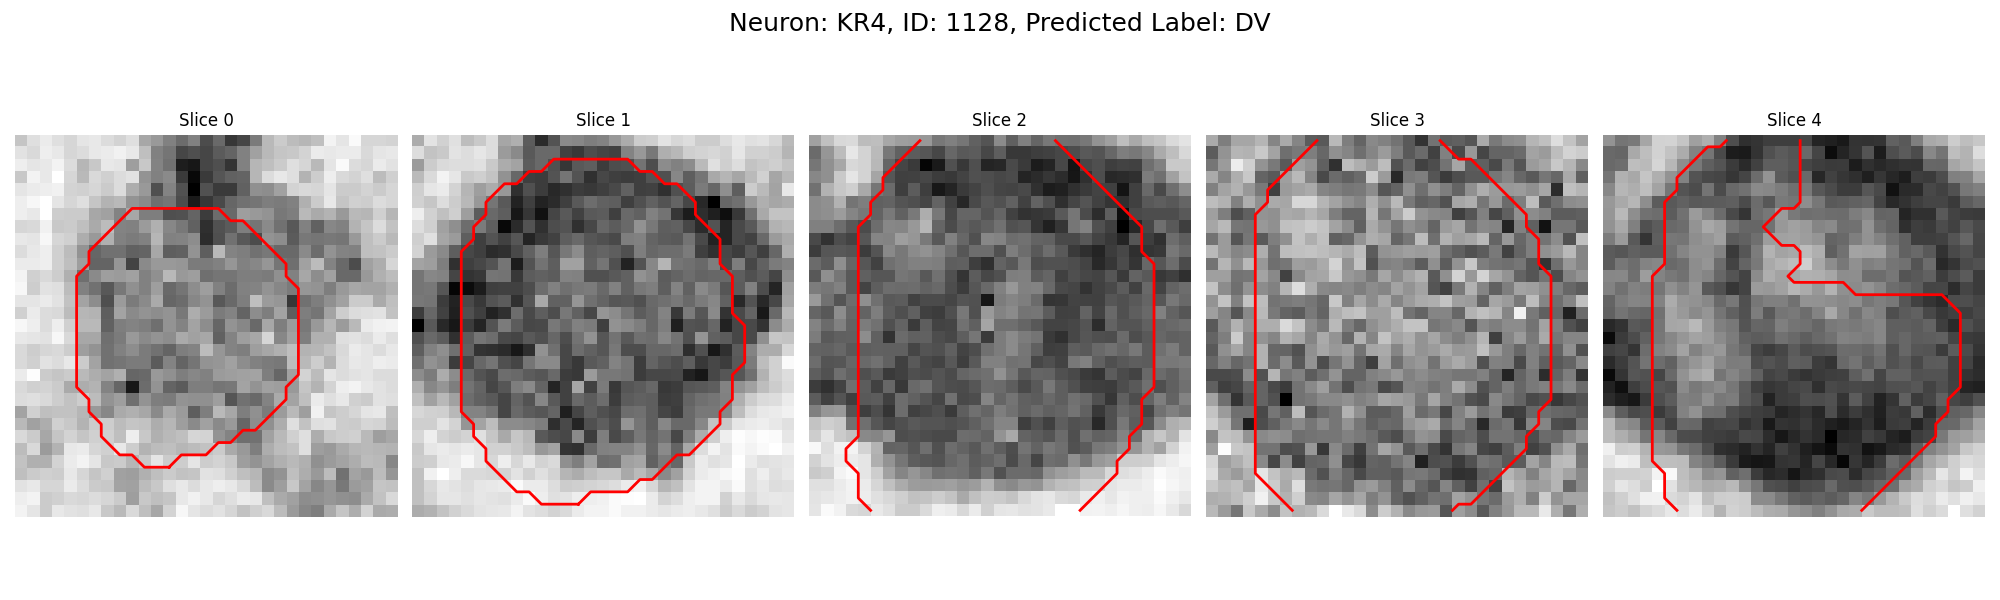 Neuron: KR4, ID: 1128, Predicted Label: DV
Slice 0
Slice 1
Slice 2
Slice 3
Slice 4